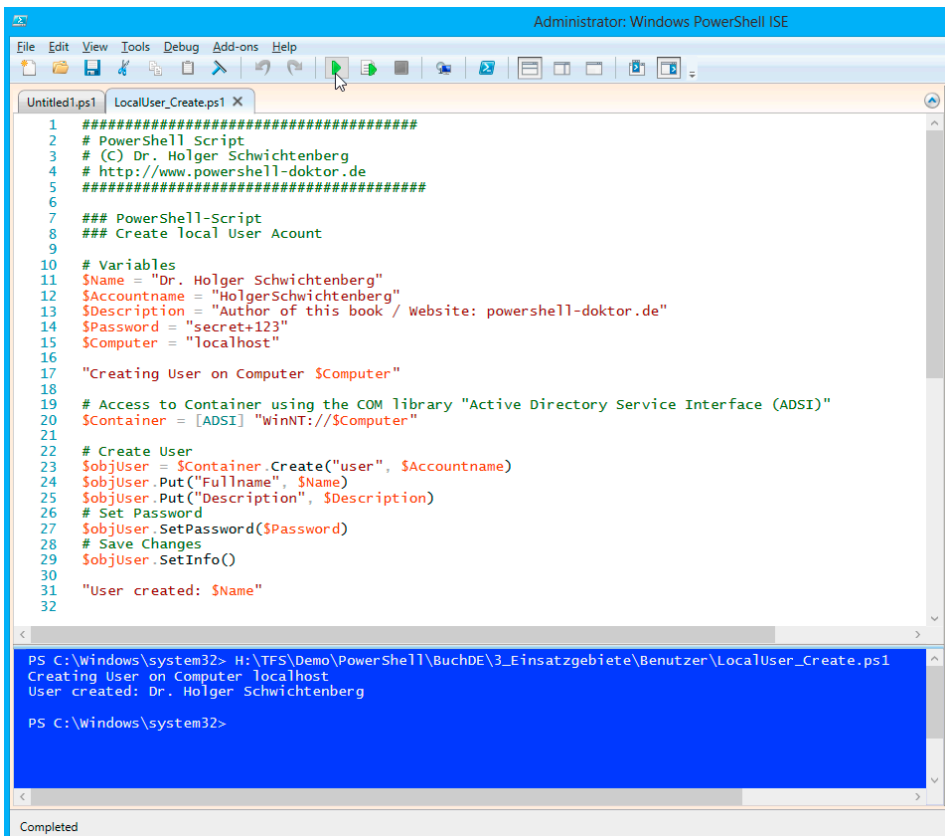 Administrator: Windows PowerShell ISE
File Edit View Tools Debug Add-ons Help
Untitled1.ps1 LocalUser_Create.ps1 X
1 #######################################
2 # PowerShell Script
3 # (C) Dr. Holger Schwichtenberg
4 # http://www.powershell-doktor.de
5 ########################################
6
7 ### PowerShell-Script
8 ### Create local User Acount
9
10 # Variables
11 $Name = "Dr. Holger Schwichtenberg"
12 $Accountname = "HolgerSchwichtenberg"
13 $Description = "Author of this book / Website: powershell-doktor.de"
14 $Password = "secret+123"
15 $Computer = "localhost"
16
17 "Creating User on Computer $Computer"
18
19 # Access to Container using the COM library "Active Directory Service Interface (ADSI)"
20 $Container = [ADSI] "WinNT://$Computer"
21
22 # Create User
23 $objUser = $Container.Create("user", $Accountname)
24 $objUser.Put("Fullname", $Name)
25 $objUser.Put("Description", $Description)
26 # Set Password
27 $objUser.SetPassword($Password)
28 # Save Changes
29 $objUser.SetInfo()
30
31 "User created: $Name"
32
PS C:\Windows\system32> H:\TFS\Demo\PowerShell\BuchDE\3_Einsatzgebiete\Benutzer\LocalUser_Create.ps1
Creating User on Computer localhost
User created: Dr. Holger Schwichtenberg
PS C:\Windows\system32>
Completed